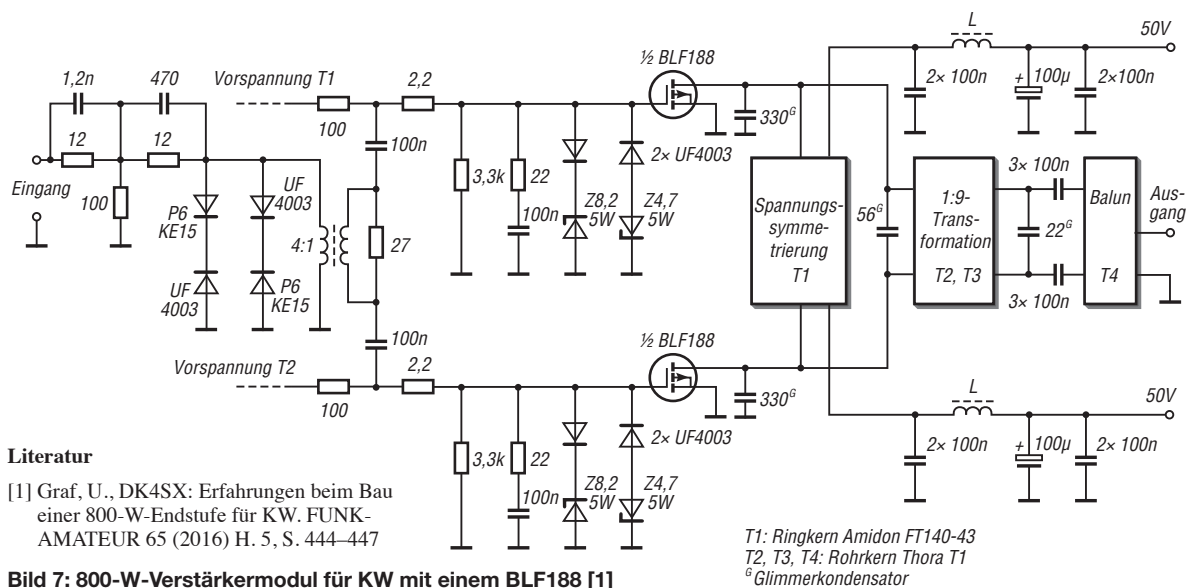 1,2n
470
12
12
Eingang
100
P6
KE15
UF
4003
UF
4003
P6
KE15
4:1
Vorspannung T1
100
2,2
100n
27
100n
3,3k
22
100n
Z8,2
5W
Z4,7
5W
2× UF4003
½ BLF188
330ᴳ
Spannungs-
symme-
trierung
T1
56ᴳ
2× 100n
L
+
100µ
2×100n
50V
1:9-
Trans-
formation
T2, T3
3× 100n
22ᴳ
3× 100n
Balun
T4
Aus-
gang
Vorspannung T2
100
2,2
3,3k
22
100n
Z8,2
5W
Z4,7
5W
2× UF4003
½ BLF188
330ᴳ
2× 100n
L
+
100µ
2× 100n
50V
Literatur
[1] Graf, U., DK4SX: Erfahrungen beim Bau
einer 800-W-Endstufe für KW. FUNK-
AMATEUR 65 (2016) H. 5, S. 444–447
T1: Ringkern Amidon FT140-43
T2, T3, T4: Rohrkern Thora T1
ᴳ Glimmerkondensator
Bild 7: 800-W-Verstärkermodul für KW mit einem BLF188 [1]